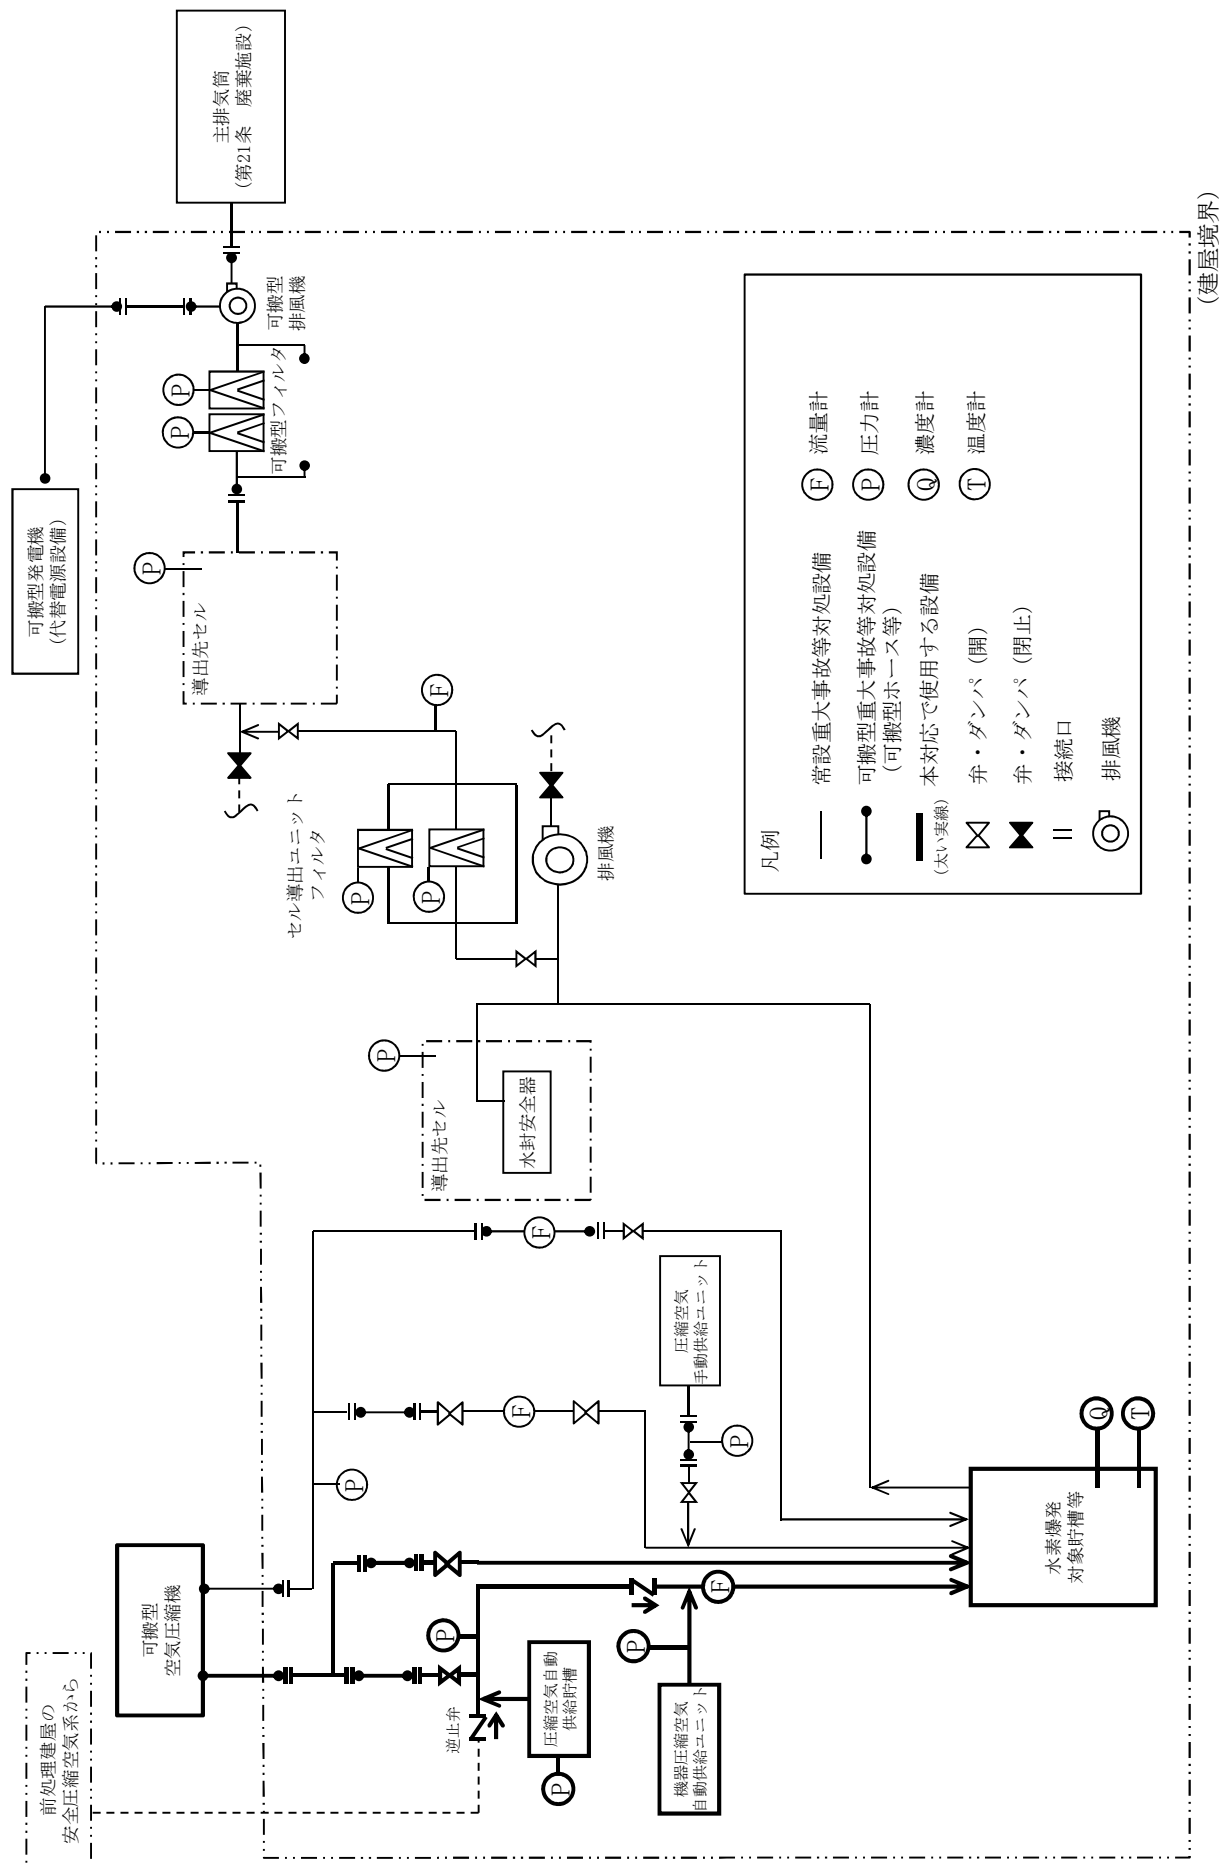 前処理建屋の
安全圧縮空気系から
可搬型
空気圧縮機
逆止弁
P
圧縮空気自動
供給貯槽
P
機器圧縮空気
自動供給ユニット
P
F
P
F
F
圧縮空気
手動供給ユニット
P
水素爆発
対象貯槽等
Q
T
導出先セル
水封安全器
P
セル導出ユニット
フィルタ
P
P
排風機
F
導出先セル
P
可搬型フィルタ
P
P
可搬型
排風機
可搬型発電機
(代替電源設備)
主排気筒
(第21条　廃棄施設)
(建屋境界)
凡例
常設重大事故等対処設備
可搬型重大事故等対処設備
(可搬型ホース等)
本対応で使用する設備
(太い実線)
弁・ダンパ (開)
弁・ダンパ (閉止)
接続口
排風機
F 流量計
P 圧力計
Q 濃度計
T 温度計